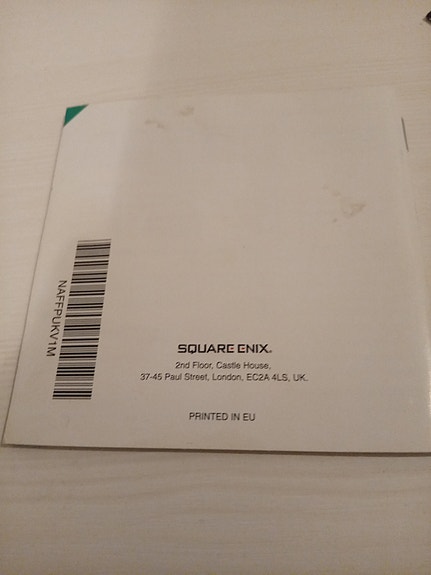 NAFFPUKV1M
SQUARE ENIX®
2nd Floor, Castle House,
37-45 Paul Street, London, EC2A 4LS, UK.
PRINTED IN EU